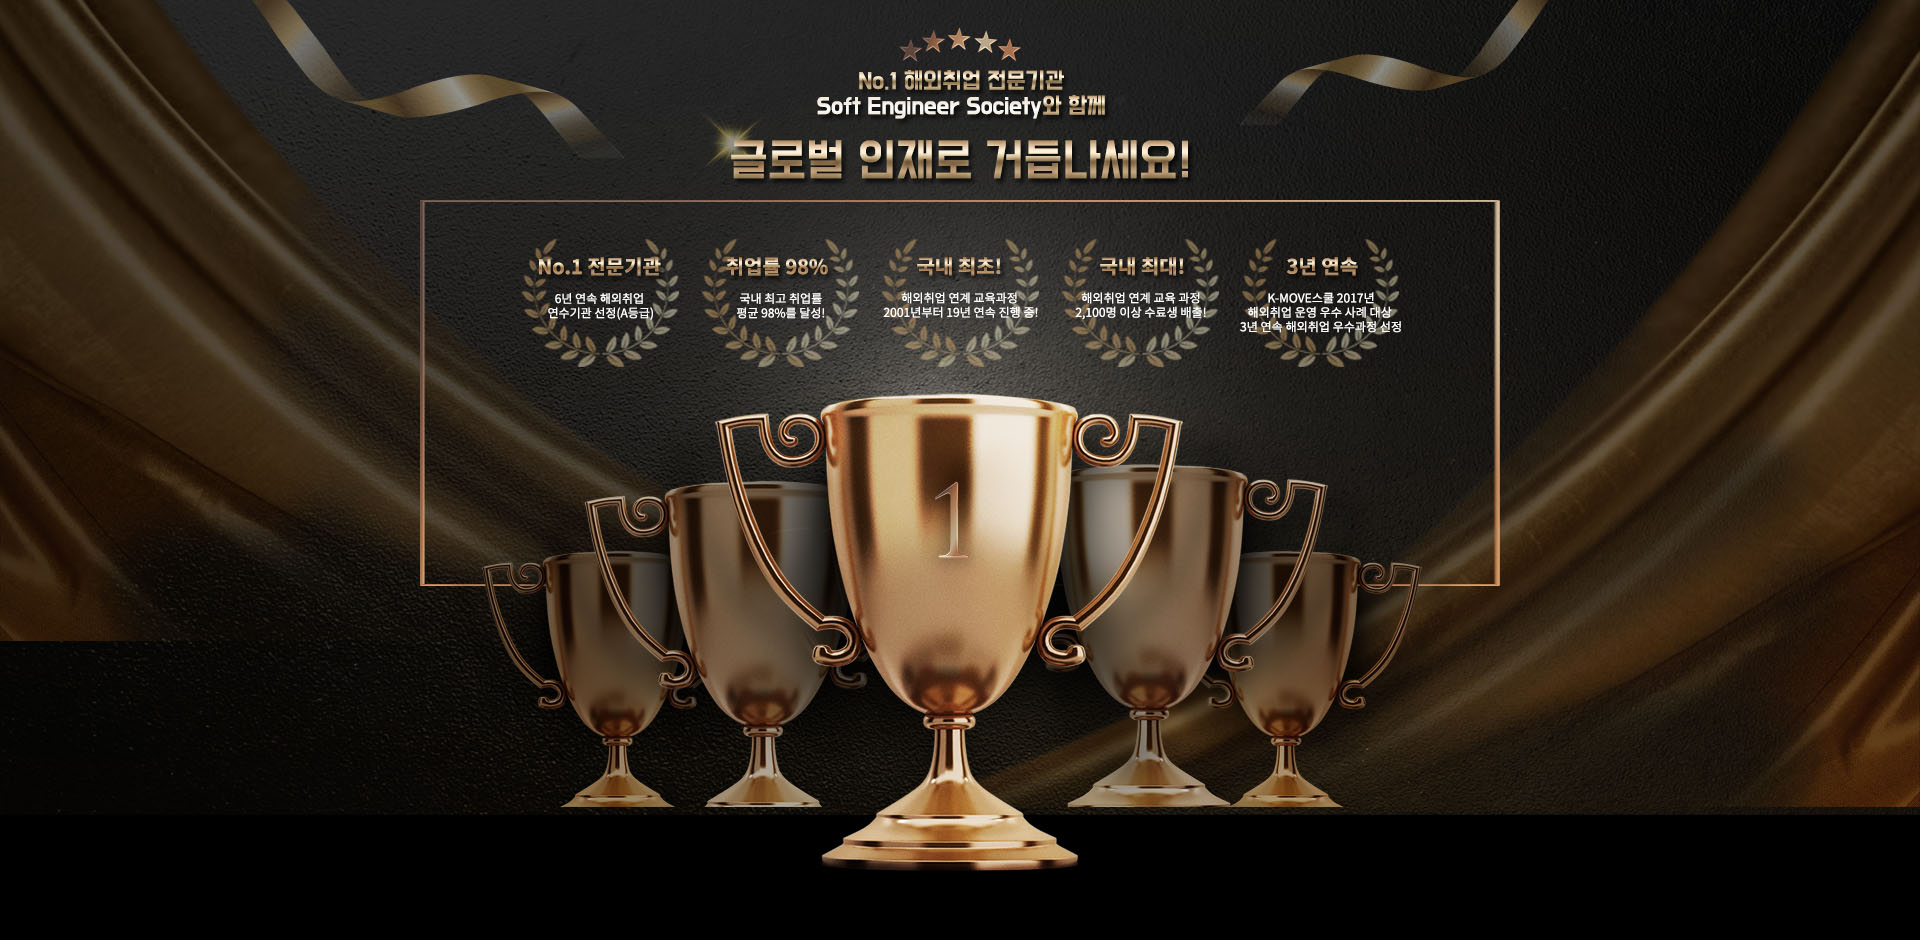 No.1 해외취업 전문기관
Soft Engineer Society와 함께
글로벌 인재로 거듭나세요!
No.1 전문기관
6년 연속 해외취업
연수기관 선정(A등급)
취업률 98%
국내 최고 취업률
평균 98%를 달성!
국내 최초!
해외취업 연계 교육과정
2001년부터 19년 연속 진행 중!
국내 최대!
해외취업 연계 교육 과정
2,100명 이상 수료생 배출!
3년 연속
K-MOVE스쿨 2017년
해외취업 운영 우수 사례 대상
3년 연속 해외취업 우수과정 선정
1